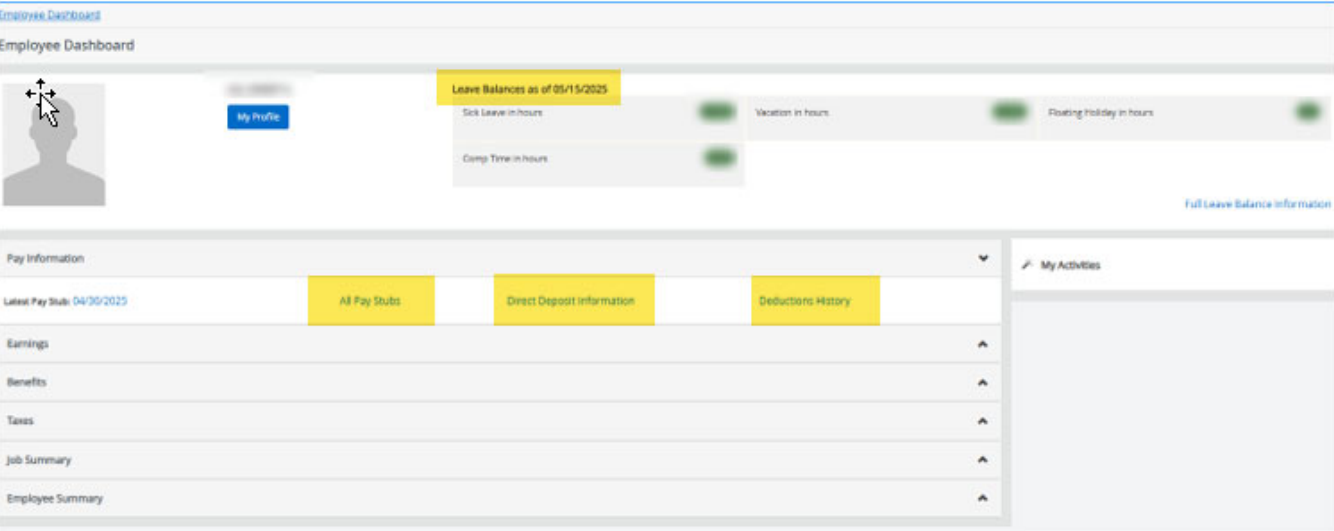 Employee Dashboard
Employee Dashboard
My Profile
Leave Balances as of 05/15/2025
Sick Leave in hours
Vacation in hours
Floating Holiday in hours
Comp Time in hours
Full Leave Balance Information
Pay Information
My Activities
Latest Pay Stub: 04/30/2025
All Pay Stubs
Direct Deposit Information
Deductions History
Earnings
Benefits
Taxes
Job Summary
Employee Summary